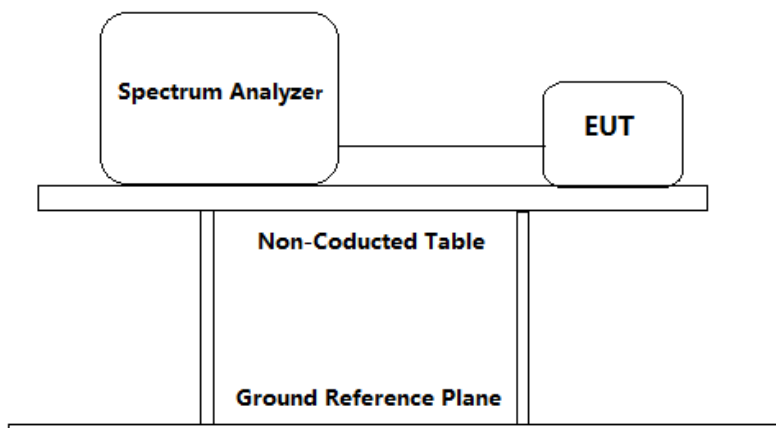 Spectrum Analyzer
EUT
Non-Coducted Table
Ground Reference Plane